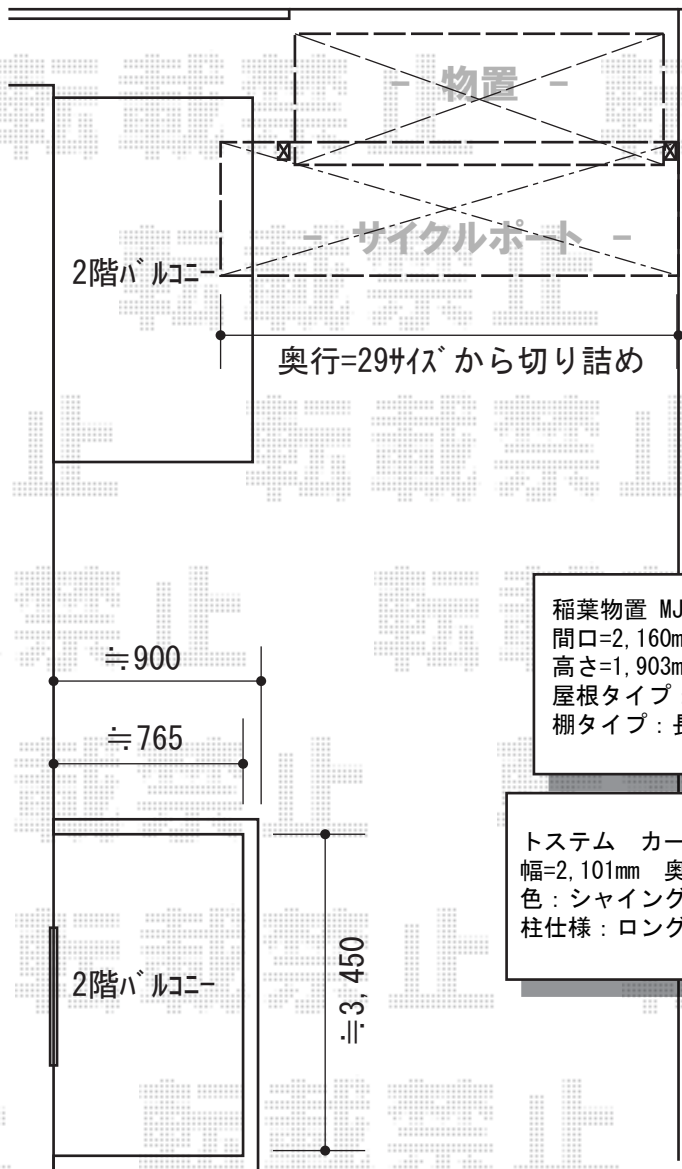 - 物置 -
- サイクルポート -
2階バルコニー
奥行=29サイズから切り詰め
稲葉物置 MJ
間口=2,160m
高さ=1,903m
屋根タイプ
棚タイプ:長
≒900
≒765
トステム カー
幅=2,101mm 奥
色:シャイング
柱仕様:ロング
2階バルコニー
≒3,450
転載禁止